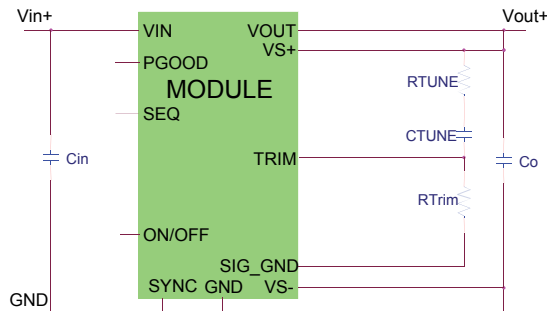 Vin+
Vout+
VIN
VOUT
VS+
PGOOD
MODULE
RTUNE
SEQ
CTUNE
Cin
TRIM
Co
RTrim
ON/OFF
SIG_GND
SYNC GND VS-
GND